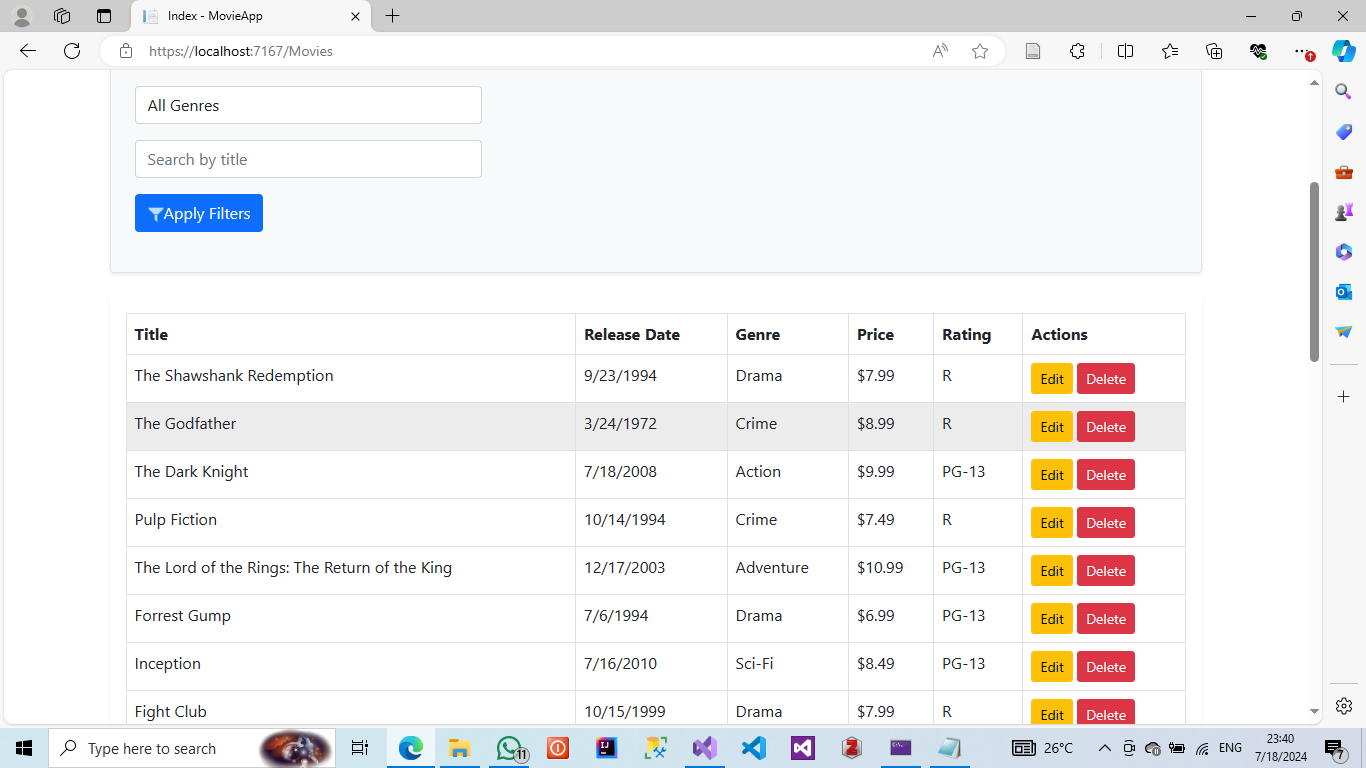 Index - MovieApp
https://localhost:7167/Movies
All Genres
Search by title
Apply Filters
Title Release Date Genre Price Rating Actions
The Shawshank Redemption 9/23/1994 Drama $7.99 R Edit Delete
The Godfather 3/24/1972 Crime $8.99 R Edit Delete
The Dark Knight 7/18/2008 Action $9.99 PG-13 Edit Delete
Pulp Fiction 10/14/1994 Crime $7.49 R Edit Delete
The Lord of the Rings: The Return of the King 12/17/2003 Adventure $10.99 PG-13 Edit Delete
Forrest Gump 7/6/1994 Drama $6.99 PG-13 Edit Delete
Inception 7/16/2010 Sci-Fi $8.49 PG-13 Edit Delete
Fight Club 10/15/1999 Drama $7.99 R Edit Delete
Type here to search 11 26°C ENG 23:40
7/18/2024 7